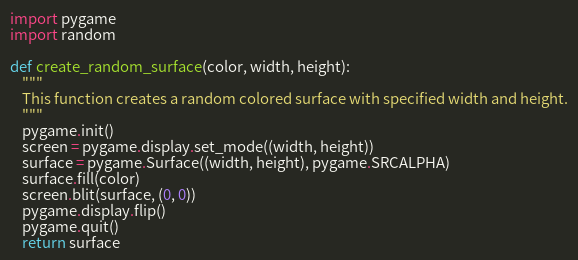 import pygame
import random

def create_random_surface(color, width, height):
    """
    This function creates a random colored surface with specified width and height.
    """
    pygame.init()
    screen = pygame.display.set_mode((width, height))
    surface = pygame.Surface((width, height), pygame.SRCALPHA)
    surface.fill(color)
    screen.blit(surface, (0, 0))
    pygame.display.flip()
    pygame.quit()
    return surface